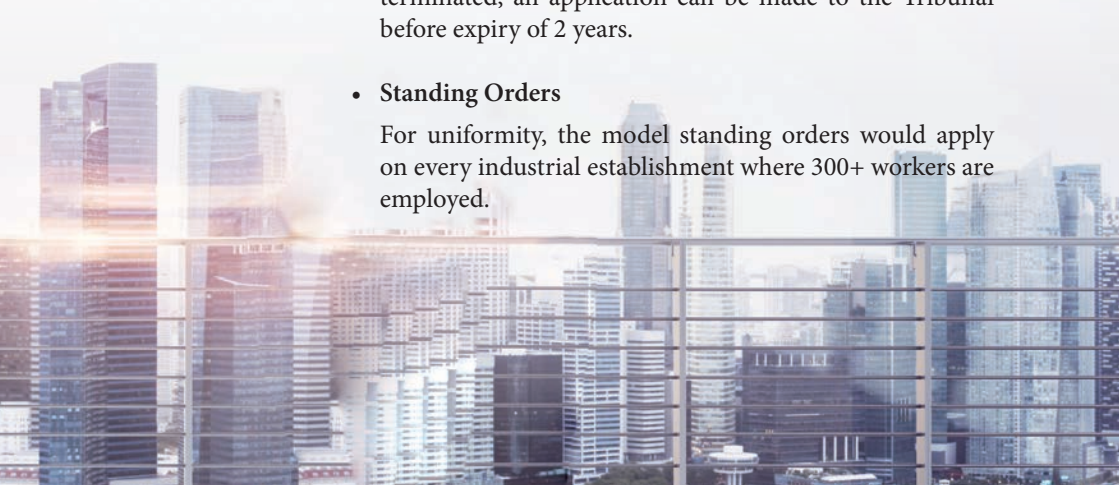 terminated, an application can be made to the Tribunal
before expiry of 2 years.
• Standing Orders
For uniformity, the model standing orders would apply
on every industrial establishment where 300+ workers are
employed.